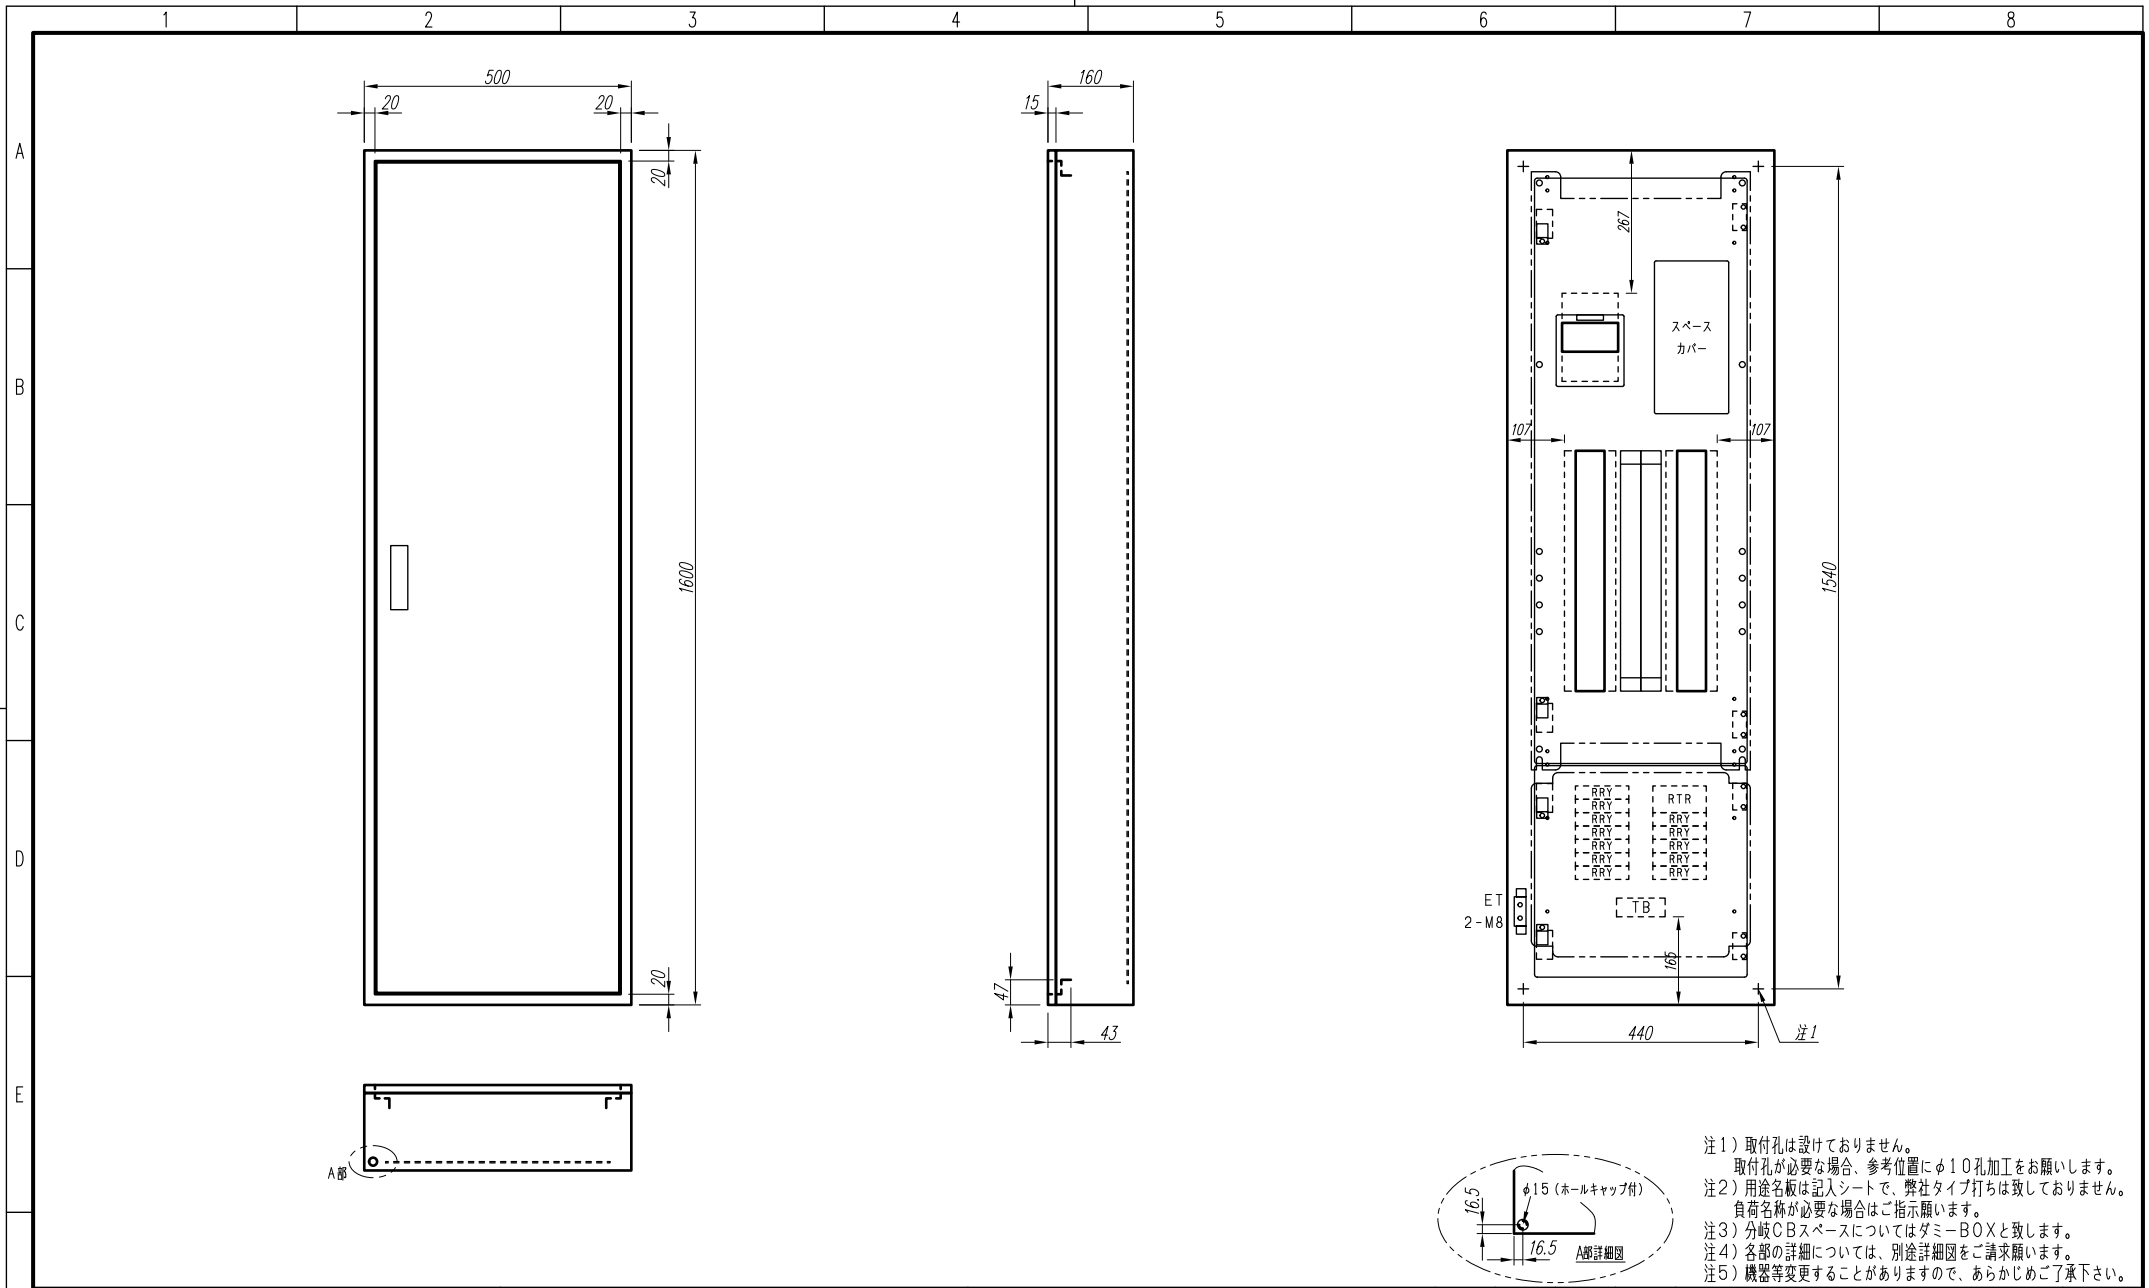 1 2 3 4 5 6 7 8
A
B
C
D
E
500
20 20
20
1600
20
160
15
47
43
267
スペース
カバー
107 107
1540
RRY
RRY
RRY
RRY
RRY
RRY
RRY
RTR
RRY
RRY
RRY
RRY
RRY
ET
2-M8
TB
165
440
注1
A部
16.5
φ15(ホールキャップ付)
16.5
A部詳細図
注1)取付孔は設けておりません。
取付孔が必要な場合、参考位置にφ10孔加工をお願いします。
注2)用途名板は記入シートで、弊社タイプ打ちは致しておりません。
負荷名称が必要な場合はご指示願います。
注3)分岐CBスペースについてはダミーBOXと致します。
注4)各部の詳細については、別途詳細図をご請求願います。
注5)機器等変更することがありますので、あらかじめご了承下さい。